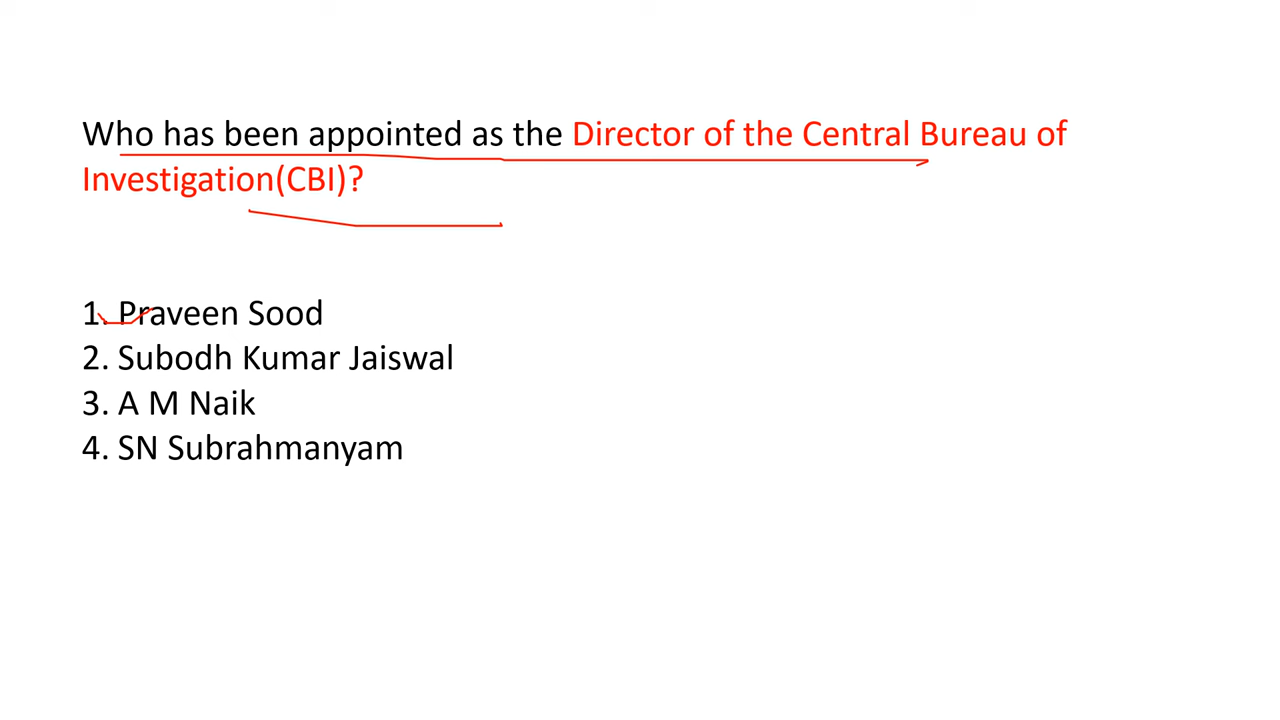 Who has been appointed as the Director of the Central Bureau of
Investigation(CBI)?
1. Praveen Sood
2. Subodh Kumar Jaiswal
3. A M Naik
4. SN Subrahmanyam